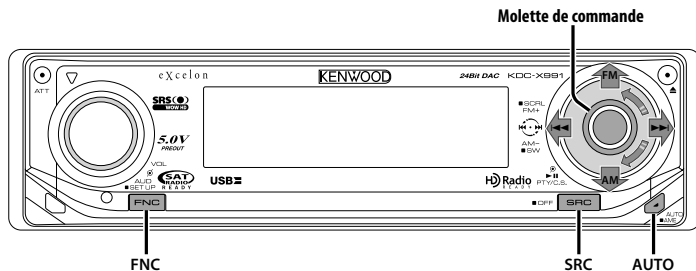 Molette de commande
ATT
eXcelon
KENWOOD
24Bit DAC KDC-X991
FM
SRS
WOW HD
5.0V
PREOUT
■SCRL
FM+
AM–
■SW
AM
VOL
AUD
■SETUP
SAT
RADIO
READY
USB
HD Radio
READY
PTY/C.S.
FNC
■OFF
SRC
AUTO
■AME
FNC
SRC
AUTO